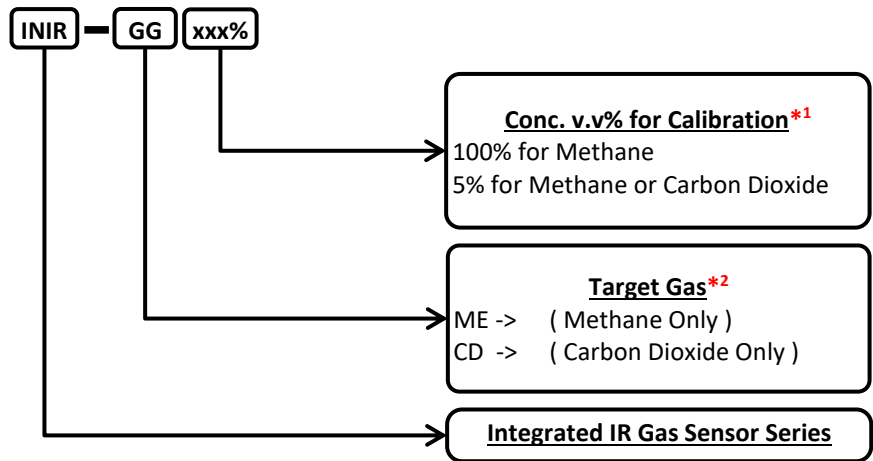 INIR - GG xxx%
Conc. v.v% for Calibration*1
100% for Methane
5% for Methane or Carbon Dioxide
Target Gas*2
ME -> ( Methane Only )
CD -> ( Carbon Dioxide Only )
Integrated IR Gas Sensor Series